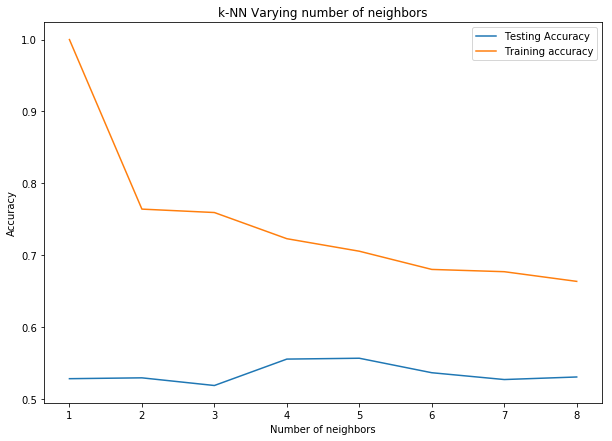 k-NN Varying number of neighbors
Testing Accuracy
Training accuracy
Accuracy
1.0
0.9
0.8
0.7
0.6
0.5
1 2 3 4 5 6 7 8
Number of neighbors